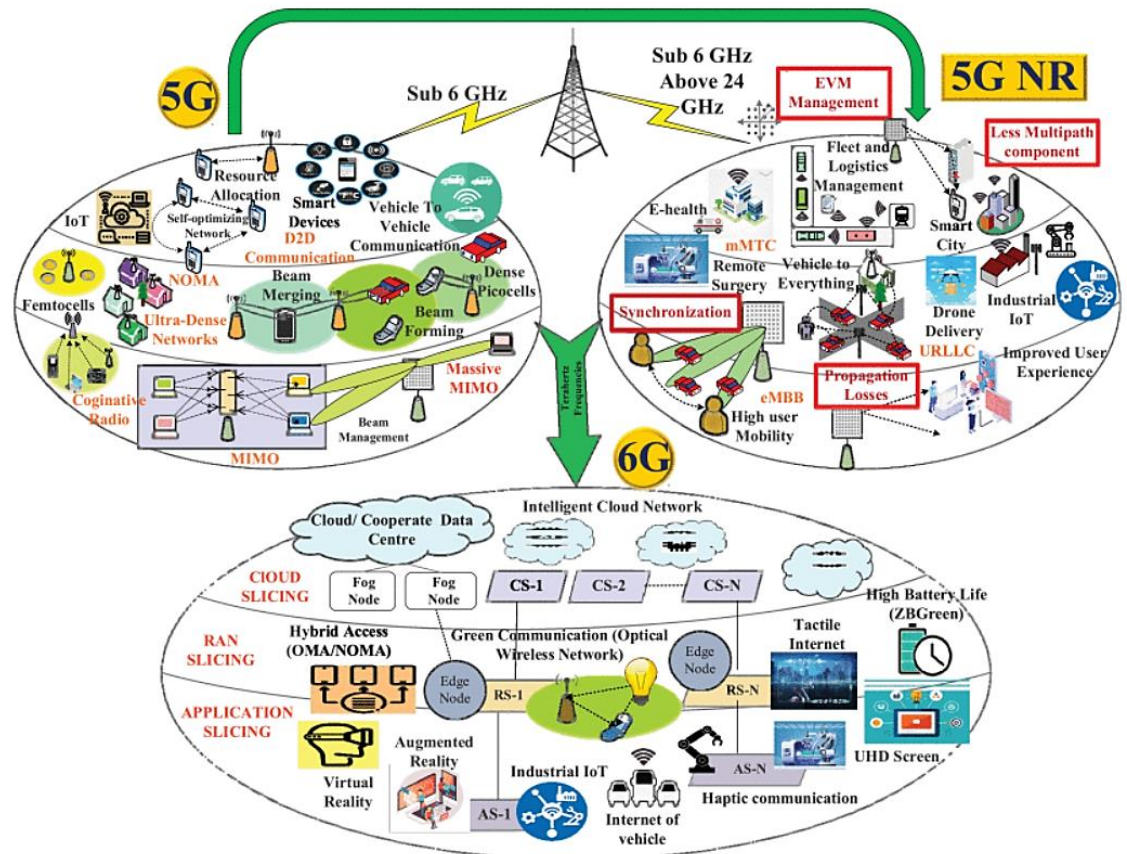 5G
Sub 6 GHz
Sub 6 GHz
Above 24
GHz
EVM
Management
5G NR
Less Multipath
component
Resource
Allocation
IoT
Self-optimizing
Network
Smart
Devices
D2D
Communication
Vehicle To
Vehicle
Communication
NOMA
Femtocells
Ultra-Dense
Networks
Beam
Merging
Beam
Forming
Dense
Picocells
Coginative
Radio
MIMO
Massive
MIMO
Beam
Management
Fleet and
Logistics
Management
E-health
mMTC
Smart
City
Remote
Surgery
Vehicle to
Everything
Drone
Delivery
URLLC
Industrial
IoT
Synchronization
eMBB
High user
Mobility
Propagation
Losses
Improved User
Experience
Terahertz
Frequencies
6G
Cloud/ Cooperate Data
Centre
Intelligent Cloud Network
ClOUD
SLICING
Fog
Node
Fog
Node
CS-1
CS-2
CS-N
High Battery Life
(ZBGreen)
RAN
SLICING
Hybrid Access
(OMA/NOMA)
Green Communication (Optical
Wireless Network)
Edge
Node
RS-1
Edge
Node
RS-N
Tactile
Internet
APPLICATION
SLICING
Virtual
Reality
Augmented
Reality
AS-1
Industrial IoT
Internet of
vehicle
AS-N
Haptic communication
UHD Screen